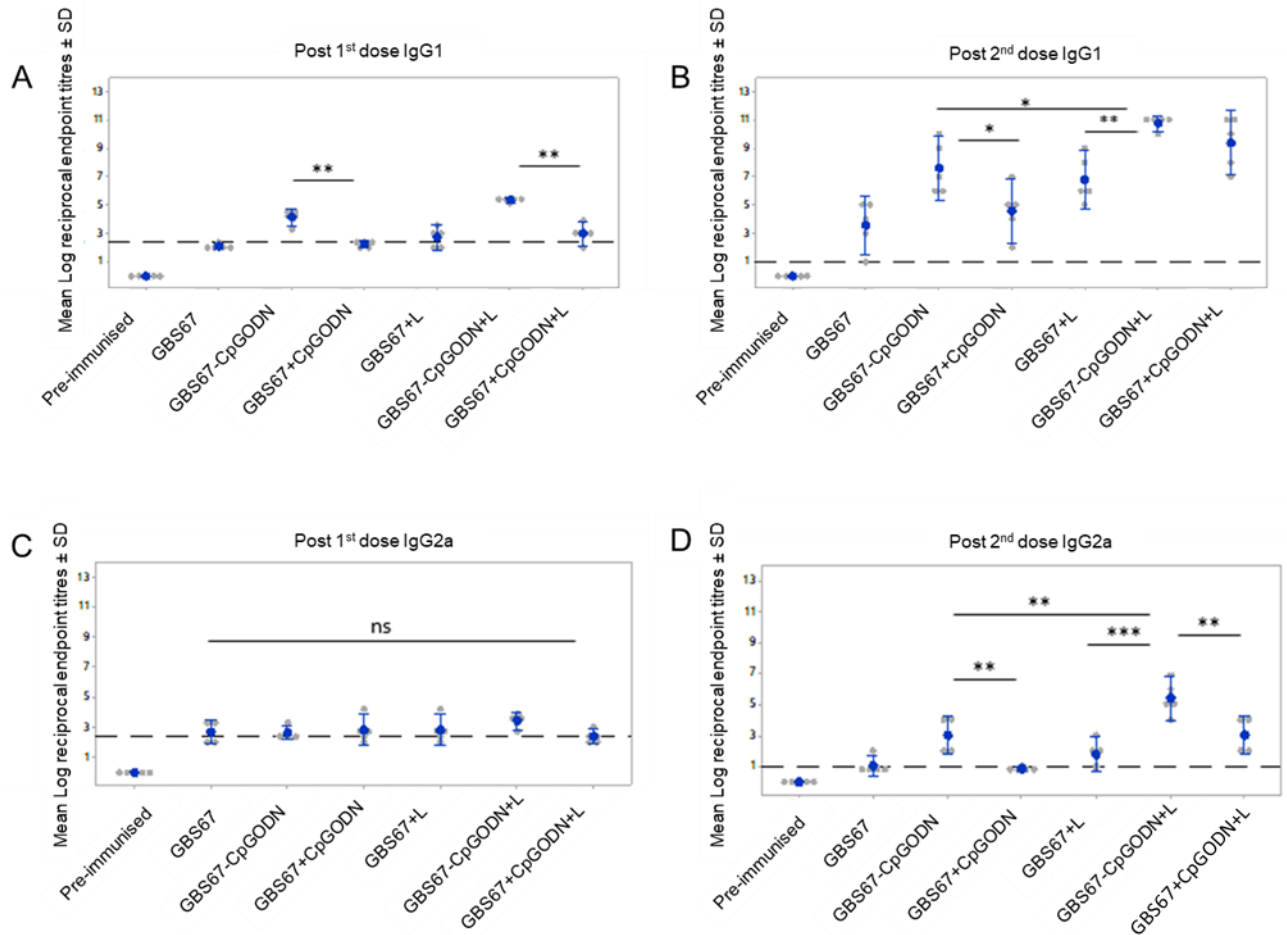 A
Post 1st dose IgG1
Mean Log reciprocal endpoint titres ± SD
13
11
9
7
5
3
1
**
**
Pre-immunised
GBS67
GBS67-CpGODN
GBS67+CpGODN
GBS67+L
GBS67-CpGODN+L
GBS67+CpGODN+L
B
Post 2nd dose IgG1
Mean Log reciprocal endpoint titres ± SD
13
11
9
7
5
3
1
*
*
**
Pre-immunised
GBS67
GBS67-CpGODN
GBS67+CpGODN
GBS67+L
GBS67-CpGODN+L
GBS67+CpGODN+L
C
Post 1st dose IgG2a
Mean Log reciprocal endpoint titres ± SD
13
11
9
7
5
3
1
ns
Pre-immunised
GBS67
GBS67-CpGODN
GBS67+CpGODN
GBS67+L
GBS67-CpGODN+L
GBS67+CpGODN+L
D
Post 2nd dose IgG2a
Mean Log reciprocal endpoint titres ± SD
13
11
9
7
5
3
1
**
**
***
**
Pre-immunised
GBS67
GBS67-CpGODN
GBS67+CpGODN
GBS67+L
GBS67-CpGODN+L
GBS67+CpGODN+L